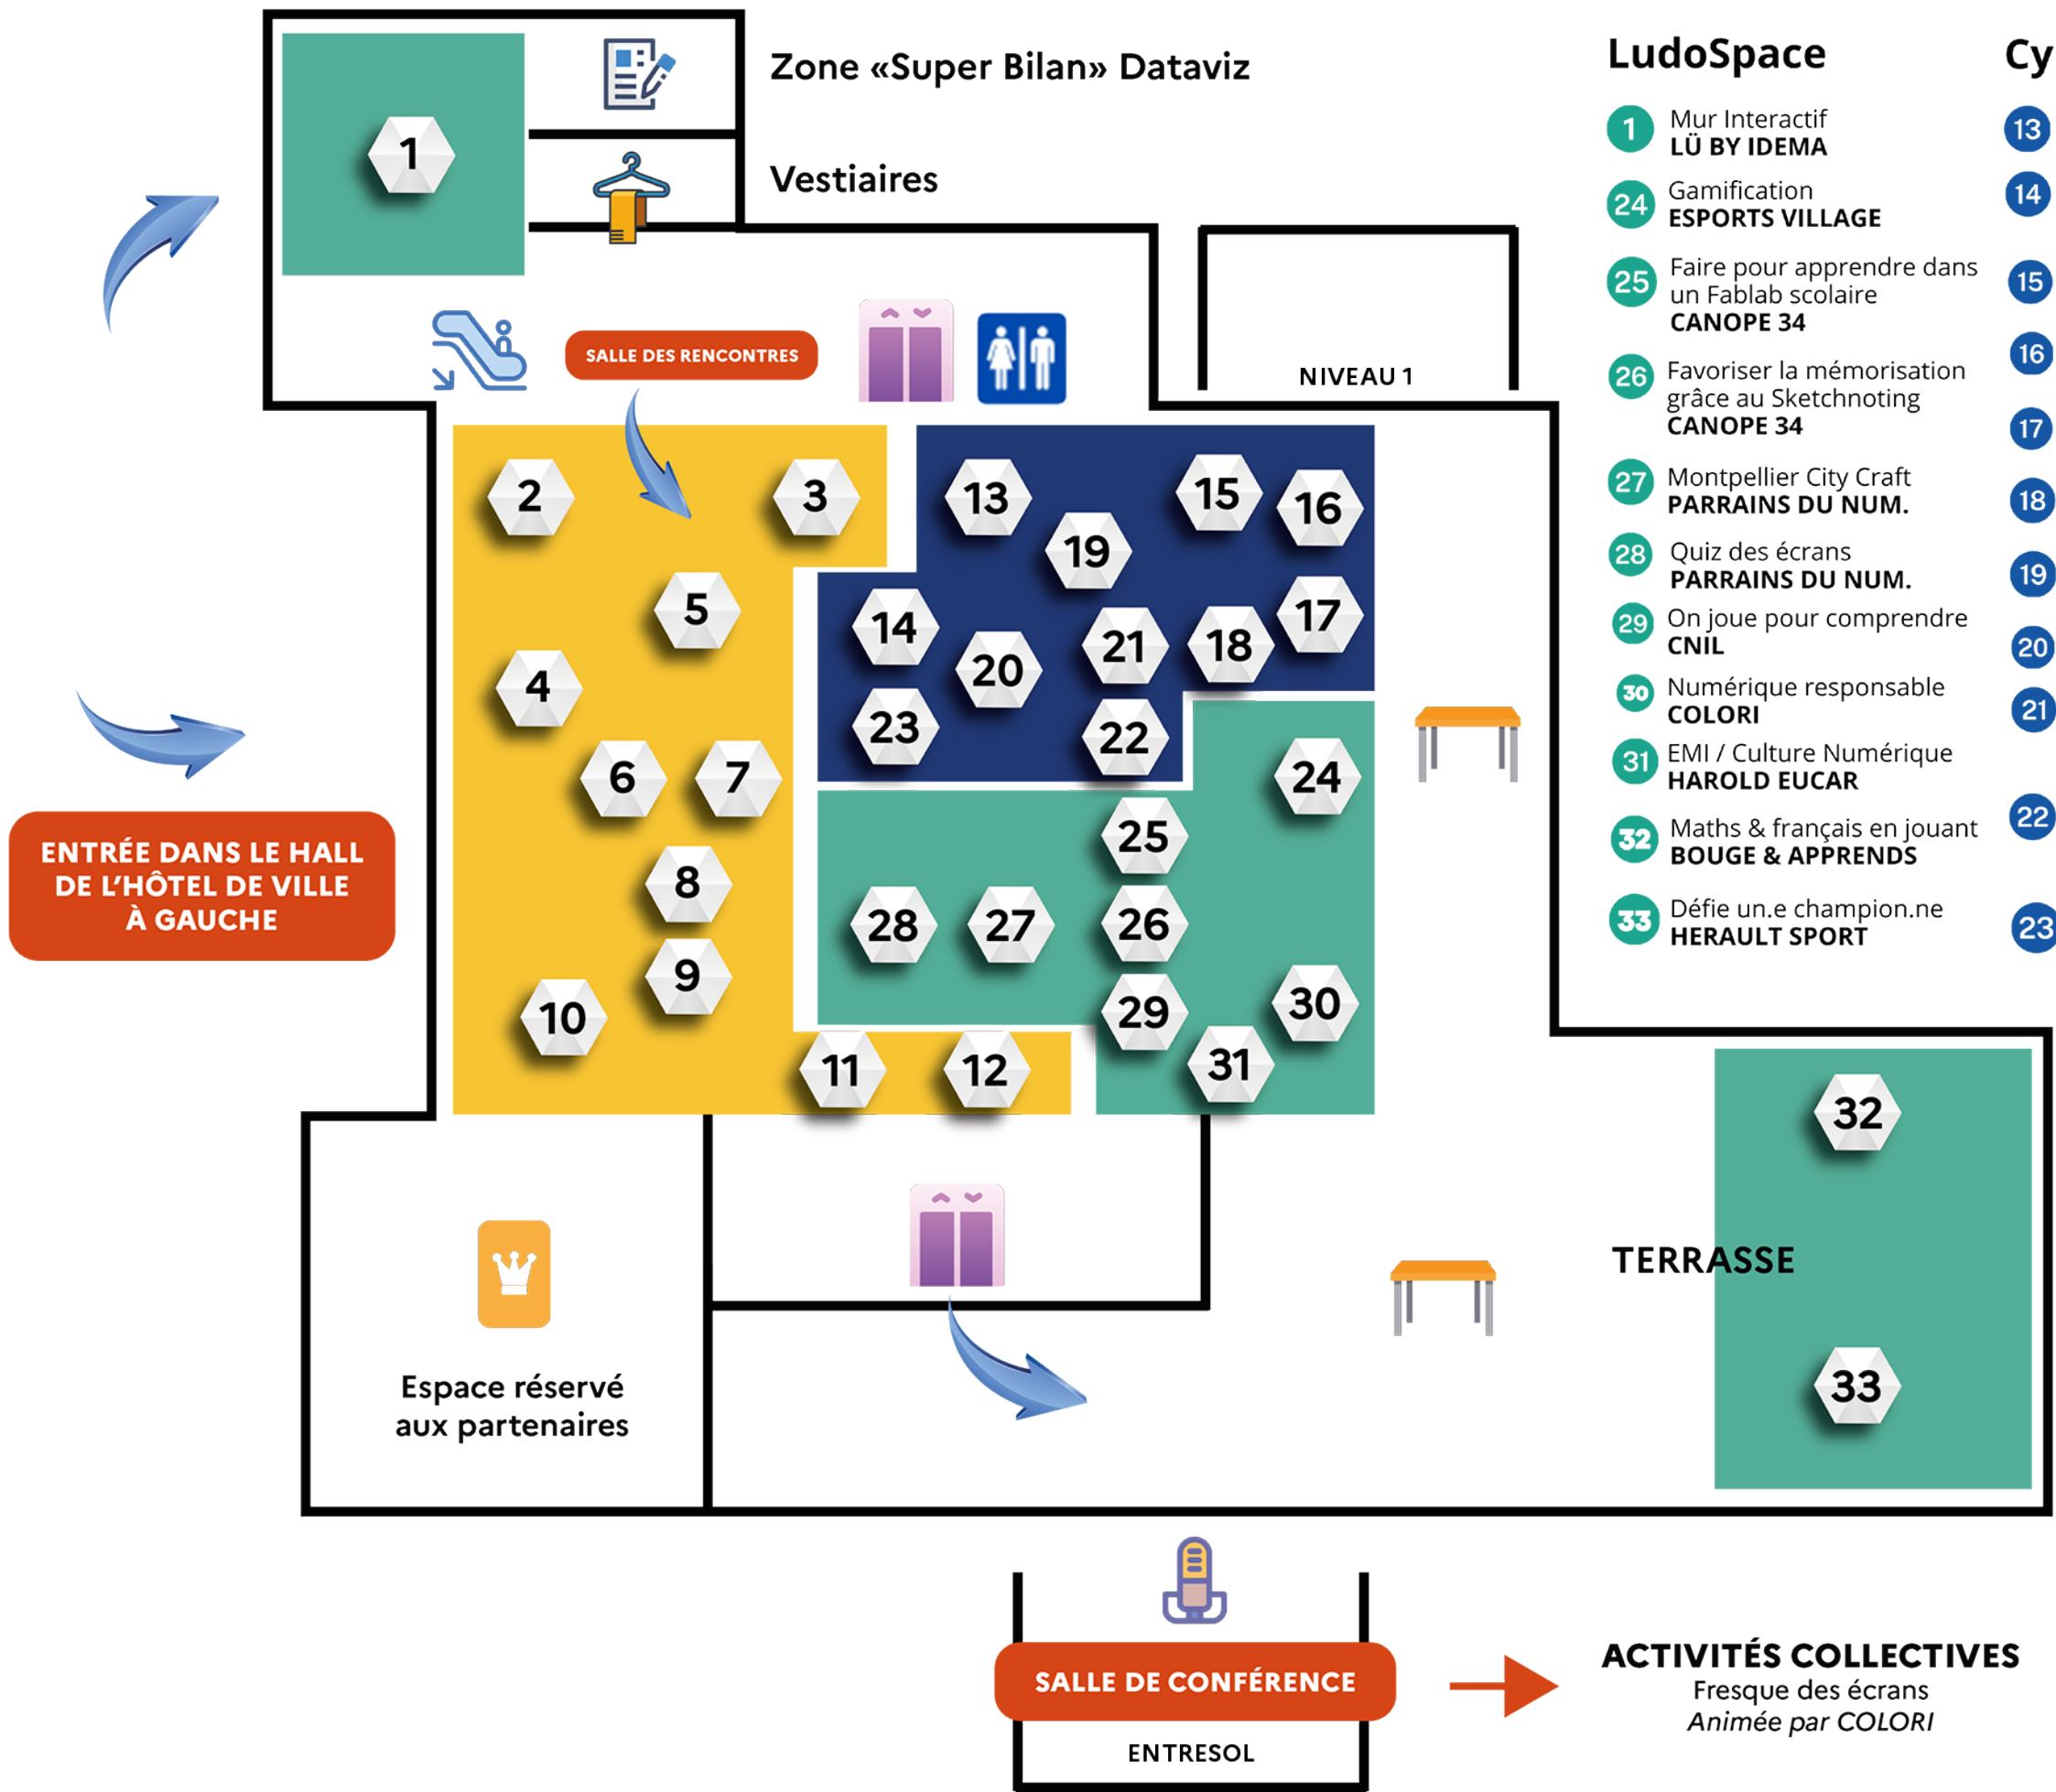 Zone «Super Bilan» Dataviz
Vestiaires
1
SALLE DES RENCONTRES
NIVEAU 1
ENTRÉE DANS LE HALL
DE L'HÔTEL DE VILLE
À GAUCHE
2
3
5
4
6
7
8
9
10
11
12
13
15
16
19
14
20
21
18
17
23
22
24
25
28
27
26
29
30
31
32
33
TERRASSE
Espace réservé
aux partenaires
SALLE DE CONFÉRENCE
ENTRESOL
ACTIVITÉS COLLECTIVES
Fresque des écrans
Animée par COLORI
LudoSpace
1 Mur Interactif
LÜ BY IDEMA
24 Gamification
ESPORTS VILLAGE
25 Faire pour apprendre dans
un Fablab scolaire
CANOPE 34
26 Favoriser la mémorisation
grâce au Sketchnoting
CANOPE 34
27 Montpellier City Craft
PARRAINS DU NUM.
28 Quiz des écrans
PARRAINS DU NUM.
29 On joue pour comprendre
CNIL
30 Numérique responsable
COLORI
31 EMI / Culture Numérique
HAROLD EUCAR
32 Maths & français en jouant
BOUGE & APPRENDS
33 Défie un.e champion.ne
HERAULT SPORT
Cy
13
14
15
16
17
18
19
20
21
22
23